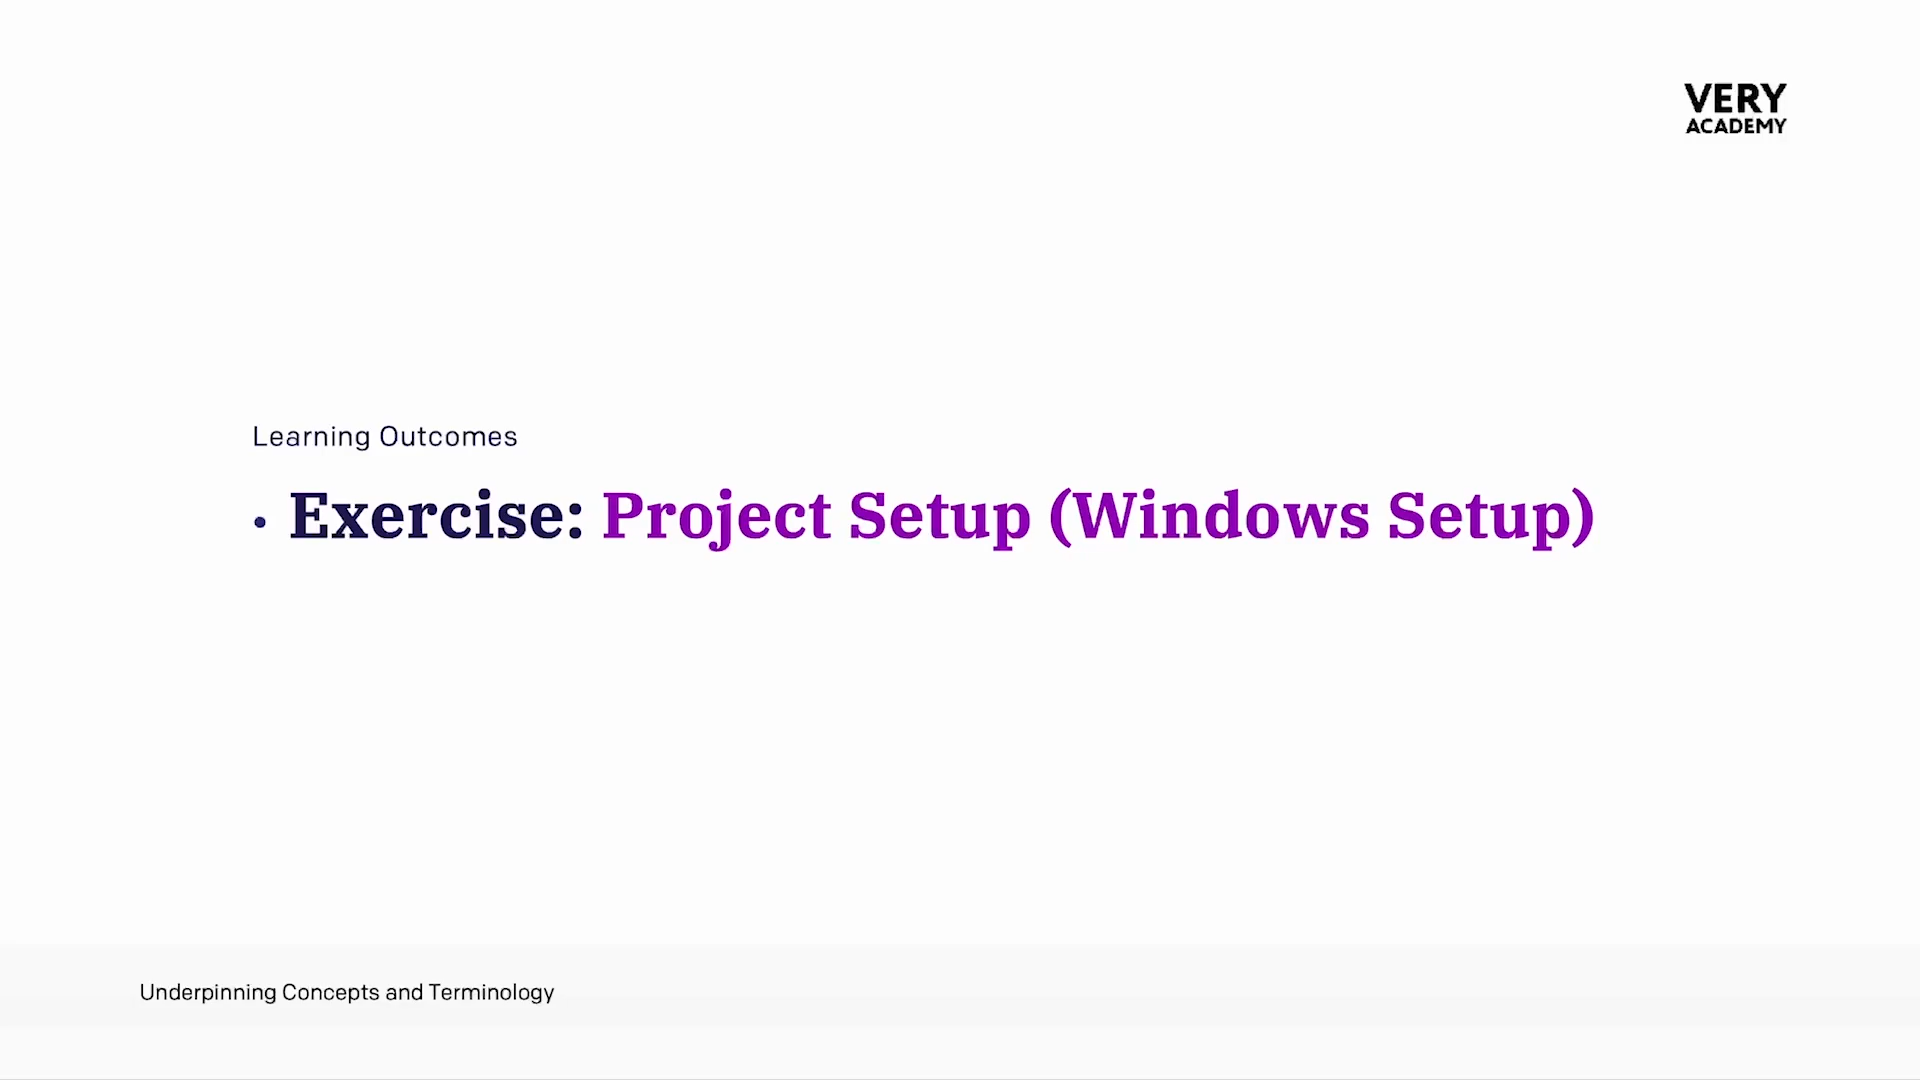 VERY
ACADEMY
Learning Outcomes
• Exercise: Project Setup (Windows Setup)
Underpinning Concepts and Terminology